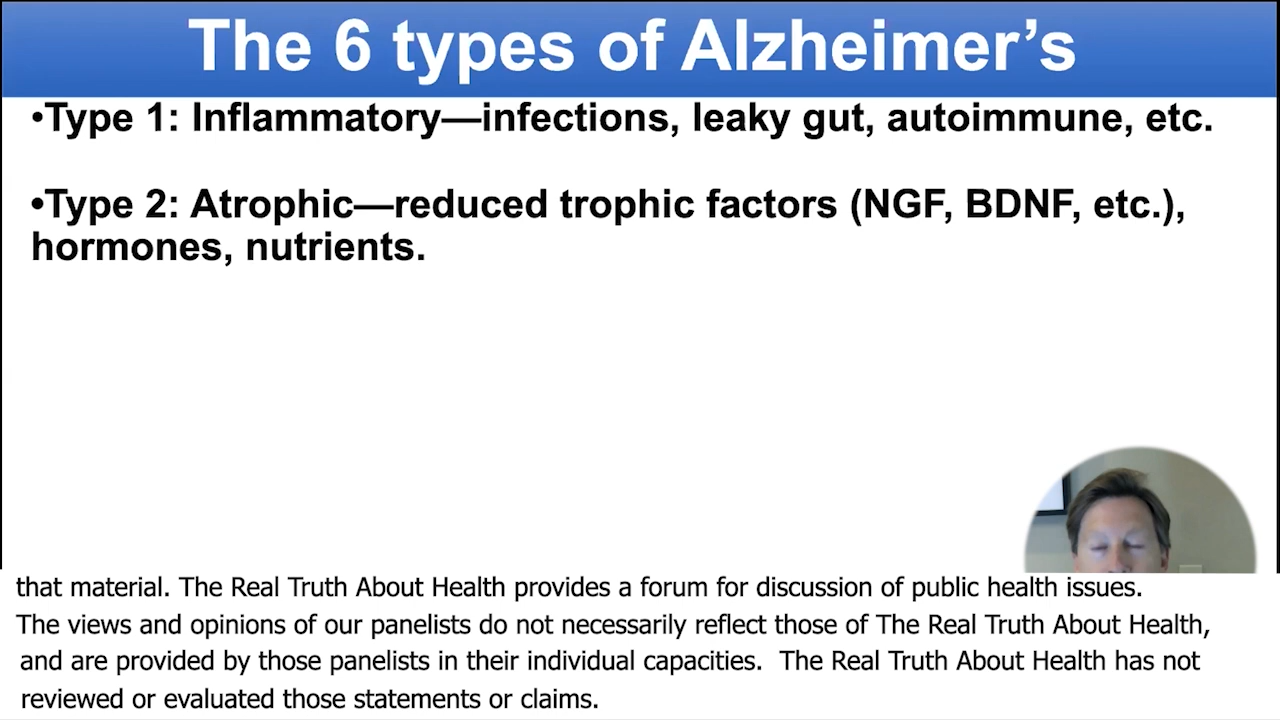 The 6 types of Alzheimer’s
•Type 1: Inflammatory—infections, leaky gut, autoimmune, etc.
•Type 2: Atrophic—reduced trophic factors (NGF, BDNF, etc.),
hormones, nutrients.
that material. The Real Truth About Health provides a forum for discussion of public health issues.
The views and opinions of our panelists do not necessarily reflect those of The Real Truth About Health,
and are provided by those panelists in their individual capacities.  The Real Truth About Health has not
reviewed or evaluated those statements or claims.